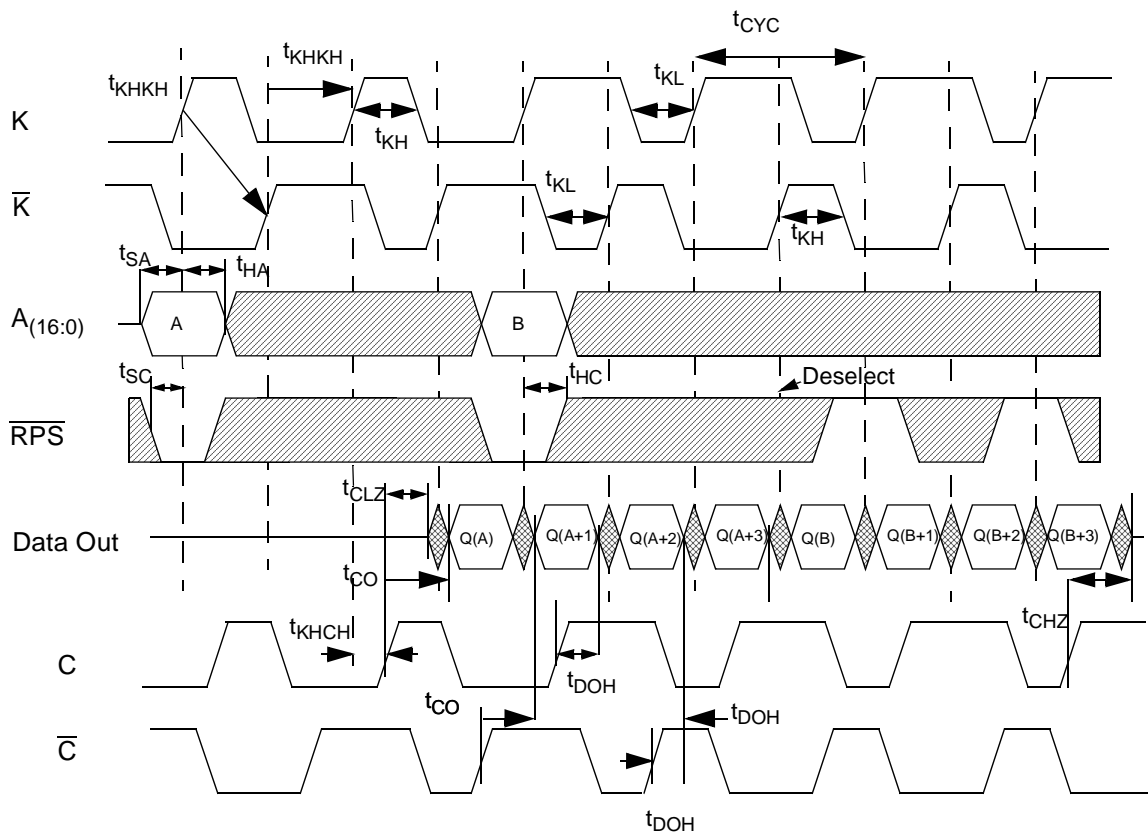 tCYC
tKHKH
tKHKH
tKL
K
tKH
K
tKL
tKH
tSA
tHA
A(16:0)
A
B
tSC
tHC
Deselect
RPS
tCLZ
Data Out
Q(A)
Q(A+1)
Q(A+2)
Q(A+3)
Q(B)
Q(B+1)
Q(B+2)
Q(B+3)
tCO
tKHCH
tCHZ
C
tDOH
tCO
tDOH
C
tDOH